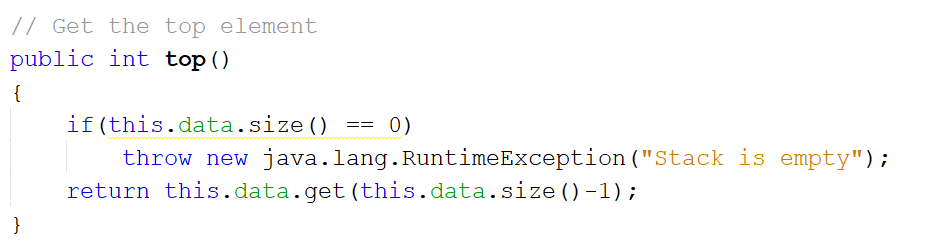 // Get the top element
public int top()
{
if(this.data.size() == 0)
throw new java.lang.RuntimeException("Stack is empty");
return this.data.get(this.data.size()-1);
}